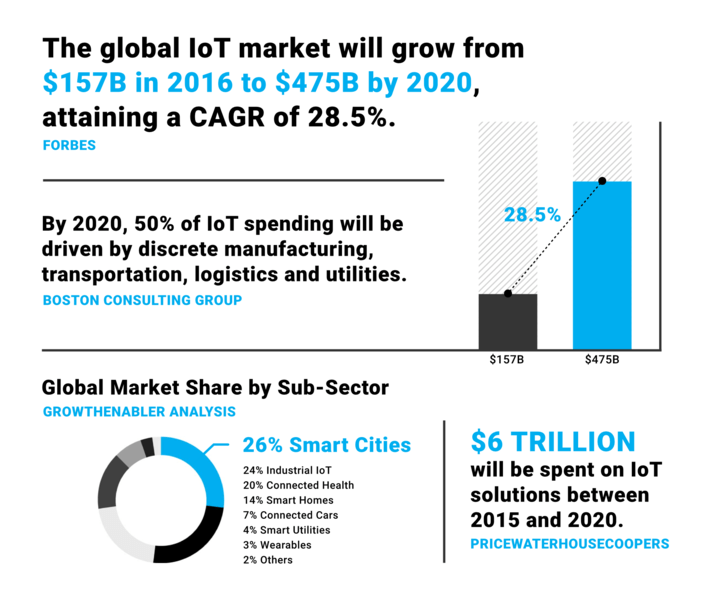 The global IoT market will grow from
$157B in 2016 to $475B by 2020,
attaining a CAGR of 28.5%.
FORBES
28.5%
By 2020, 50% of IoT spending will be
driven by discrete manufacturing,
transportation, logistics and utilities.
BOSTON CONSULTING GROUP
$157B
$475B
Global Market Share by Sub-Sector
GROWTHENABLER ANALYSIS
26% Smart Cities
24% Industrial IoT
20% Connected Health
14% Smart Homes
7% Connected Cars
4% Smart Utilities
3% Wearables
2% Others
$6 TRILLION
will be spent on IoT
solutions between
2015 and 2020.
PRICEWATERHOUSECOOPERS